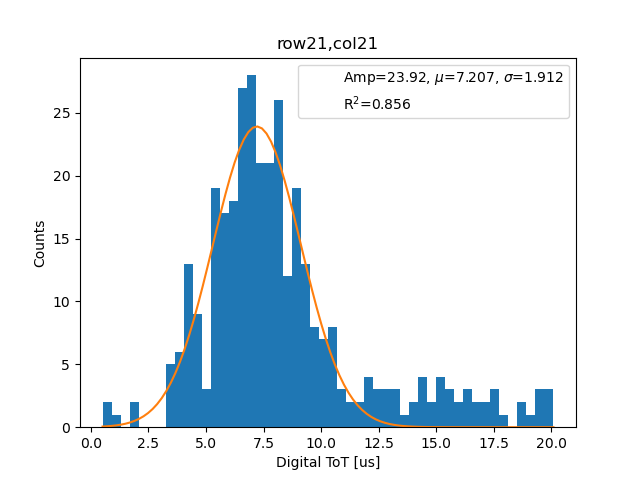 row21,col21
Amp=23.92, μ=7.207, σ=1.912
R²=0.856
25
20
15
10
5
0
Counts
0.0 2.5 5.0 7.5 10.0 12.5 15.0 17.5 20.0
Digital ToT [us]